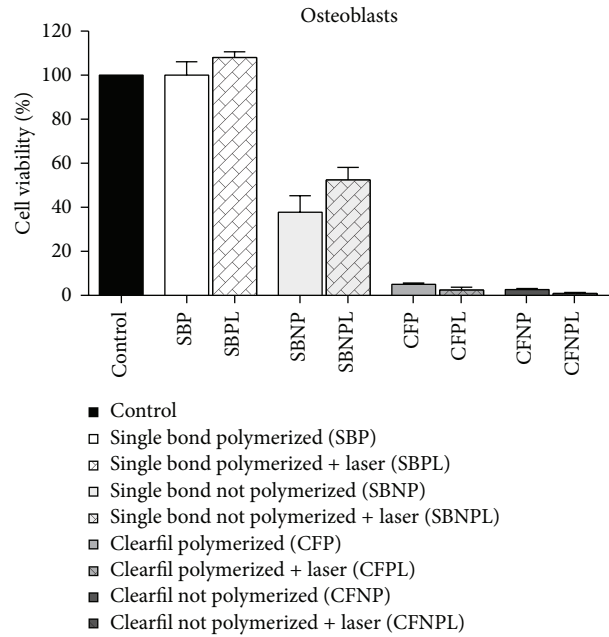 Osteoblasts
Cell viability (%)
120
100
80
60
40
20
0
Control
SBP
SBPL
SBNP
SBNPL
CFP
CFPL
CFNP
CFNPL
Control
Single bond polymerized (SBP)
Single bond polymerized + laser (SBPL)
Single bond not polymerized (SBNP)
Single bond not polymerized + laser (SBNPL)
Clearfil polymerized (CFP)
Clearfil polymerized + laser (CFPL)
Clearfil not polymerized (CFNP)
Clearfil not polymerized + laser (CFNPL)